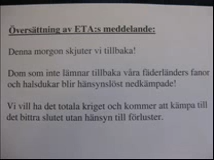 Översättning av ETA:s meddelande:
Denna morgon skjuter vi tillbaka!
Dom som inte lämnar tillbaka våra fäderländers fanor
och halsdukar blir hänsynslöst nedkämpade!
Vi vill ha det totala kriget och kommer att kämpa till
det bittra slutet utan hänsyn till förluster.